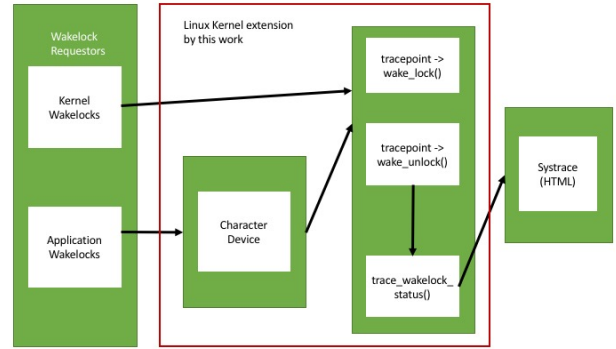 Wakelock
Requestors
Kernel
Wakelocks
Application
Wakelocks
Linux Kernel extension
by this work
Character
Device
tracepoint ->
wake_lock()
tracepoint ->
wake_unlock()
trace_wakelock_
status()
Systrace
(HTML)